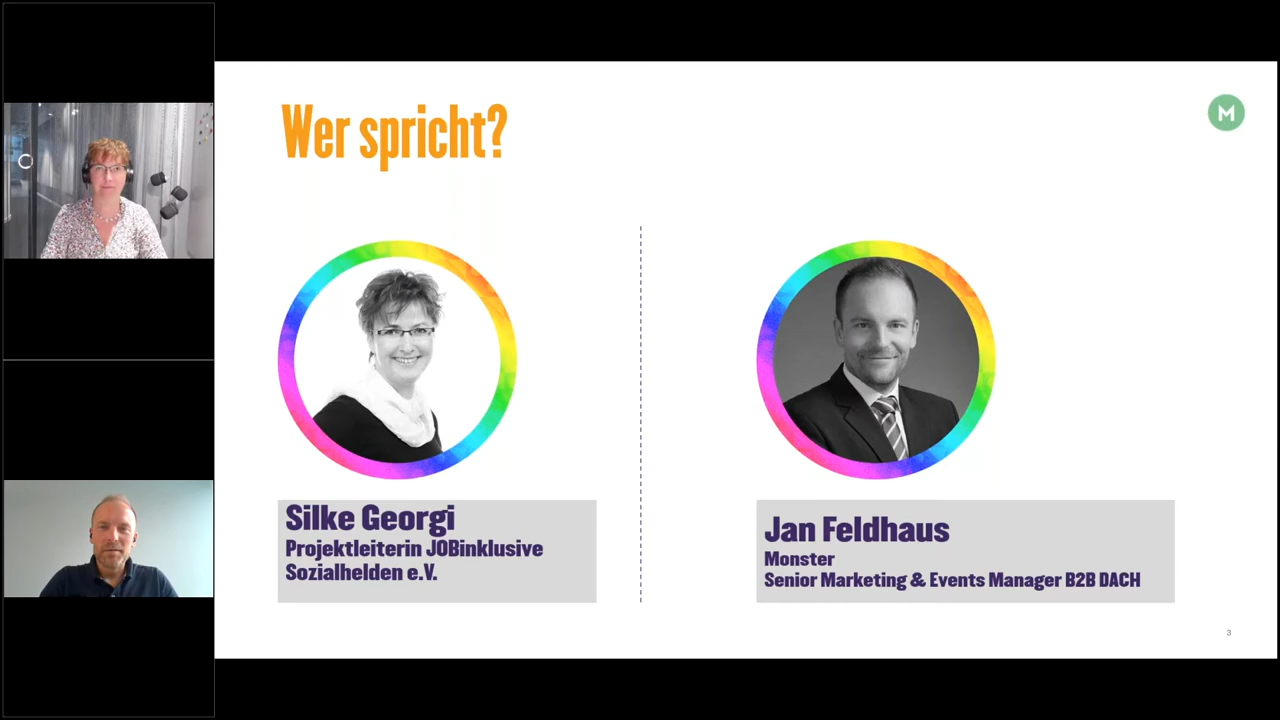 Wer spricht?
M
Silke Georgi
Projektleiterin JOBinklusive
Sozialhelden e.V.
Jan Feldhaus
Monster
Senior Marketing & Events Manager B2B DACH
3